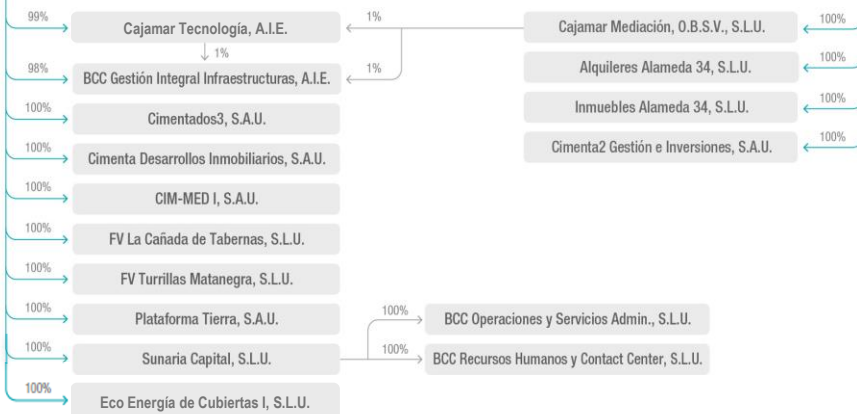 99%
Cajamar Tecnología, A.I.E.
1%
Cajamar Mediación, O.B.S.V., S.L.U.
100%
1%
98%
BCC Gestión Integral Infraestructuras, A.I.E.
1%
Alquileres Alameda 34, S.L.U.
100%
100%
Cimentados3, S.A.U.
Inmuebles Alameda 34, S.L.U.
100%
100%
Cimenta Desarrollos Inmobiliarios, S.A.U.
Cimenta2 Gestión e Inversiones, S.A.U.
100%
100%
CIM-MED I, S.A.U.
100%
FV La Cañada de Tabernas, S.L.U.
100%
FV Turrillas Matanegra, S.L.U.
100%
Plataforma Tierra, S.A.U.
100%
BCC Operaciones y Servicios Admin., S.L.U.
100%
Sunaria Capital, S.L.U.
100%
BCC Recursos Humanos y Contact Center, S.L.U.
100%
Eco Energía de Cubiertas I, S.L.U.